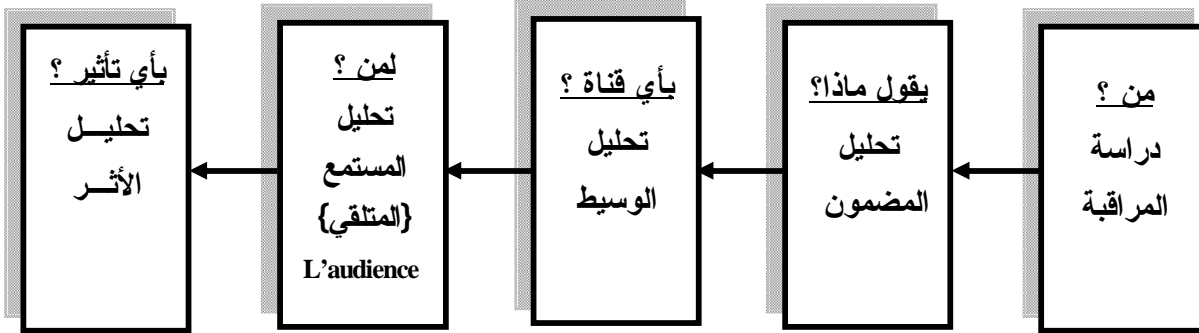 من ؟
دراسة
المراقبة
يقول ماذا؟
تحليل
المضمون
بأي قناة ؟
تحليل
الوسيط
لمن ؟
تحليل
المستمع
{المتلقي}
L’audience
بأي تأثير ؟
تحليـــل
الأثــر